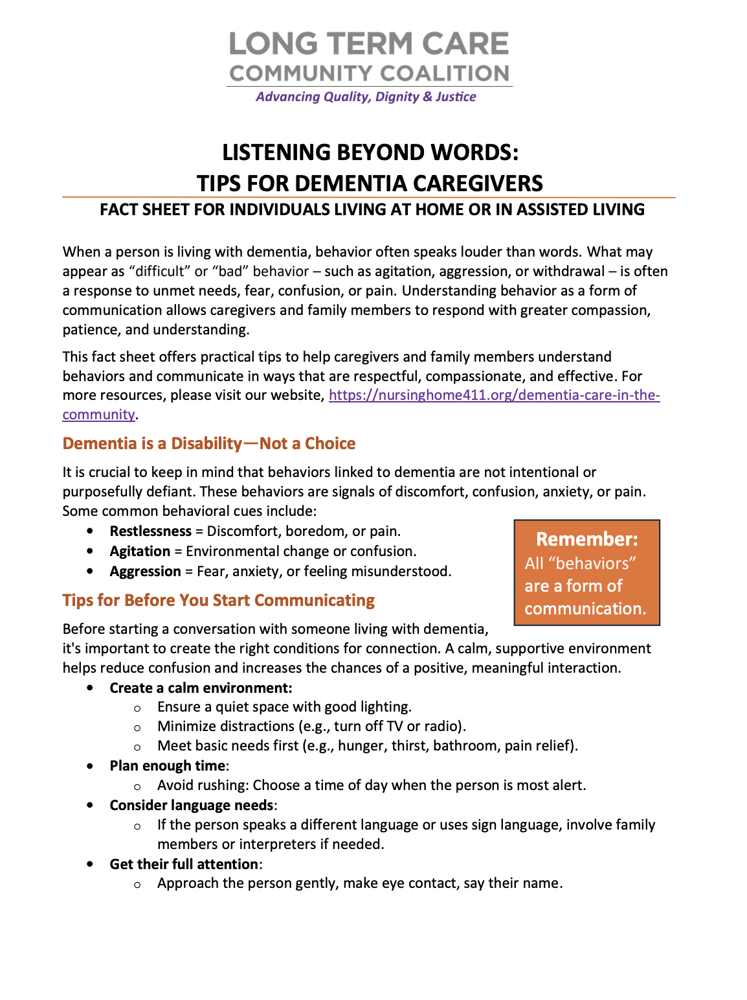 LONG TERM CARE
COMMUNITY COALITION
Advancing Quality, Dignity & Justice
LISTENING BEYOND WORDS:
TIPS FOR DEMENTIA CAREGIVERS
FACT SHEET FOR INDIVIDUALS LIVING AT HOME OR IN ASSISTED LIVING
When a person is living with dementia, behavior often speaks louder than words. What may
appear as “difficult” or “bad” behavior – such as agitation, aggression, or withdrawal – is often
a response to unmet needs, fear, confusion, or pain. Understanding behavior as a form of
communication allows caregivers and family members to respond with greater compassion,
patience, and understanding.
This fact sheet offers practical tips to help caregivers and family members understand
behaviors and communicate in ways that are respectful, compassionate, and effective. For
more resources, please visit our website, https://nursinghome411.org/dementia-care-in-the-
community.
Dementia is a Disability—Not a Choice
It is crucial to keep in mind that behaviors linked to dementia are not intentional or
purposefully defiant. These behaviors are signals of discomfort, confusion, anxiety, or pain.
Some common behavioral cues include:
• Restlessness = Discomfort, boredom, or pain.
• Agitation = Environmental change or confusion.
• Aggression = Fear, anxiety, or feeling misunderstood.
Remember:
All “behaviors”
are a form of
communication.
Tips for Before You Start Communicating
Before starting a conversation with someone living with dementia,
it's important to create the right conditions for connection. A calm, supportive environment
helps reduce confusion and increases the chances of a positive, meaningful interaction.
• Create a calm environment:
o Ensure a quiet space with good lighting.
o Minimize distractions (e.g., turn off TV or radio).
o Meet basic needs first (e.g., hunger, thirst, bathroom, pain relief).
• Plan enough time:
o Avoid rushing: Choose a time of day when the person is most alert.
• Consider language needs:
o If the person speaks a different language or uses sign language, involve family
members or interpreters if needed.
• Get their full attention:
o Approach the person gently, make eye contact, say their name.